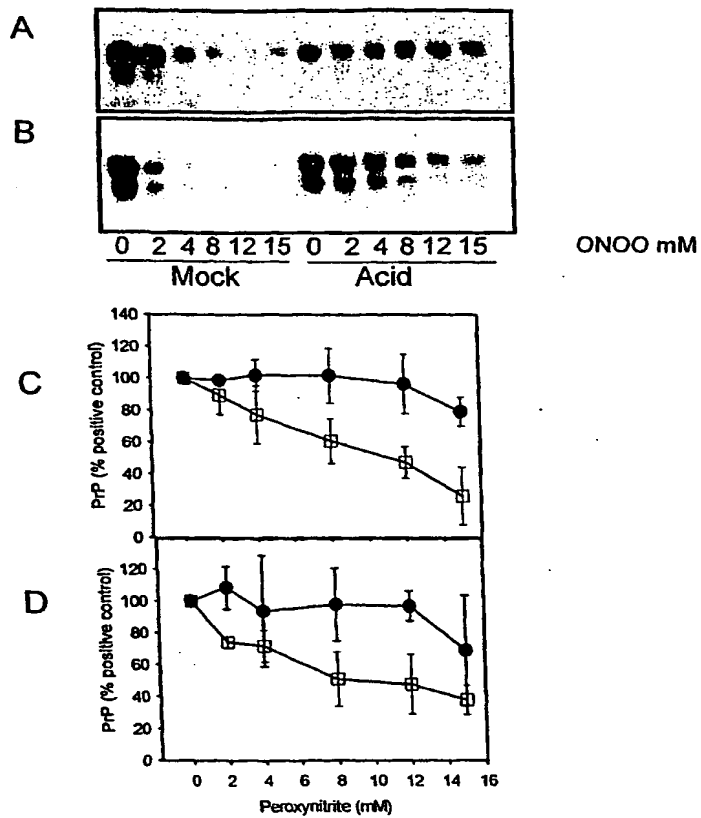 A
B
0 2 4 8 12 15 0 2 4 8 12 15 ONOO mM
Mock Acid
C
PrP (% positive control)
140
120
100
80
60
40
20
0
D
PrP (% positive control)
120
100
80
60
40
20
0
0 2 4 6 8 10 12 14 16
Peroxynitrite (mM)